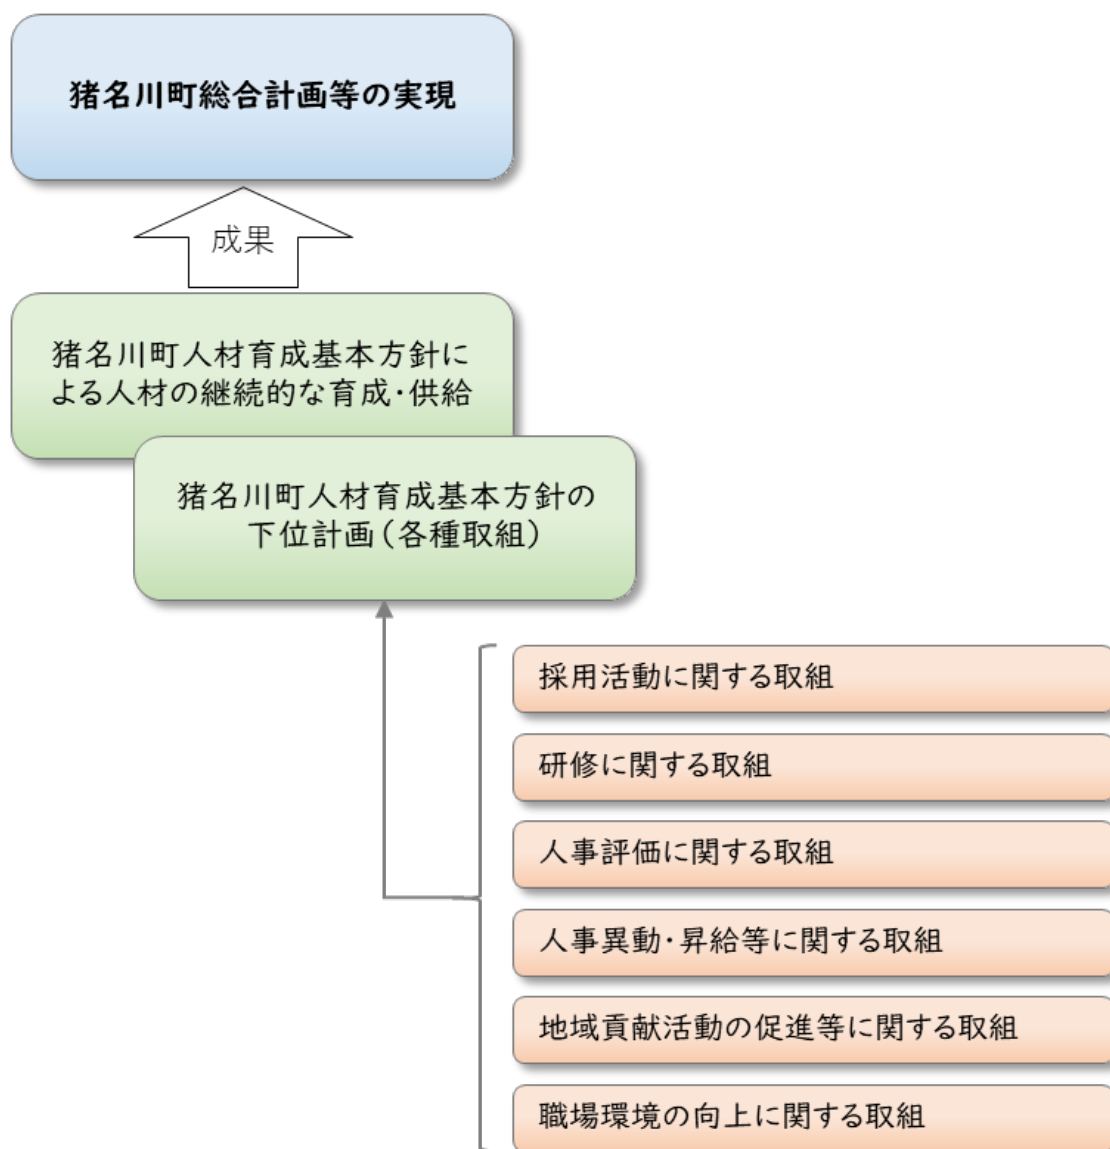 猪名川町総合計画等の実現
成果
猪名川町人材育成基本方針に
よる人材の継続的な育成・供給
猪名川町人材育成基本方針の
下位計画(各種取組)
採用活動に関する取組
研修に関する取組
人事評価に関する取組
人事異動・昇給等に関する取組
地域貢献活動の促進等に関する取組
職場環境の向上に関する取組